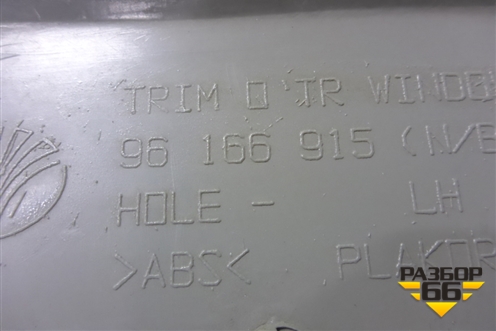 TRIM O TR WINDO
96 166 915 (N/B
HOLE - LH
>ABS< PLAKOR
РАЗБОР
66